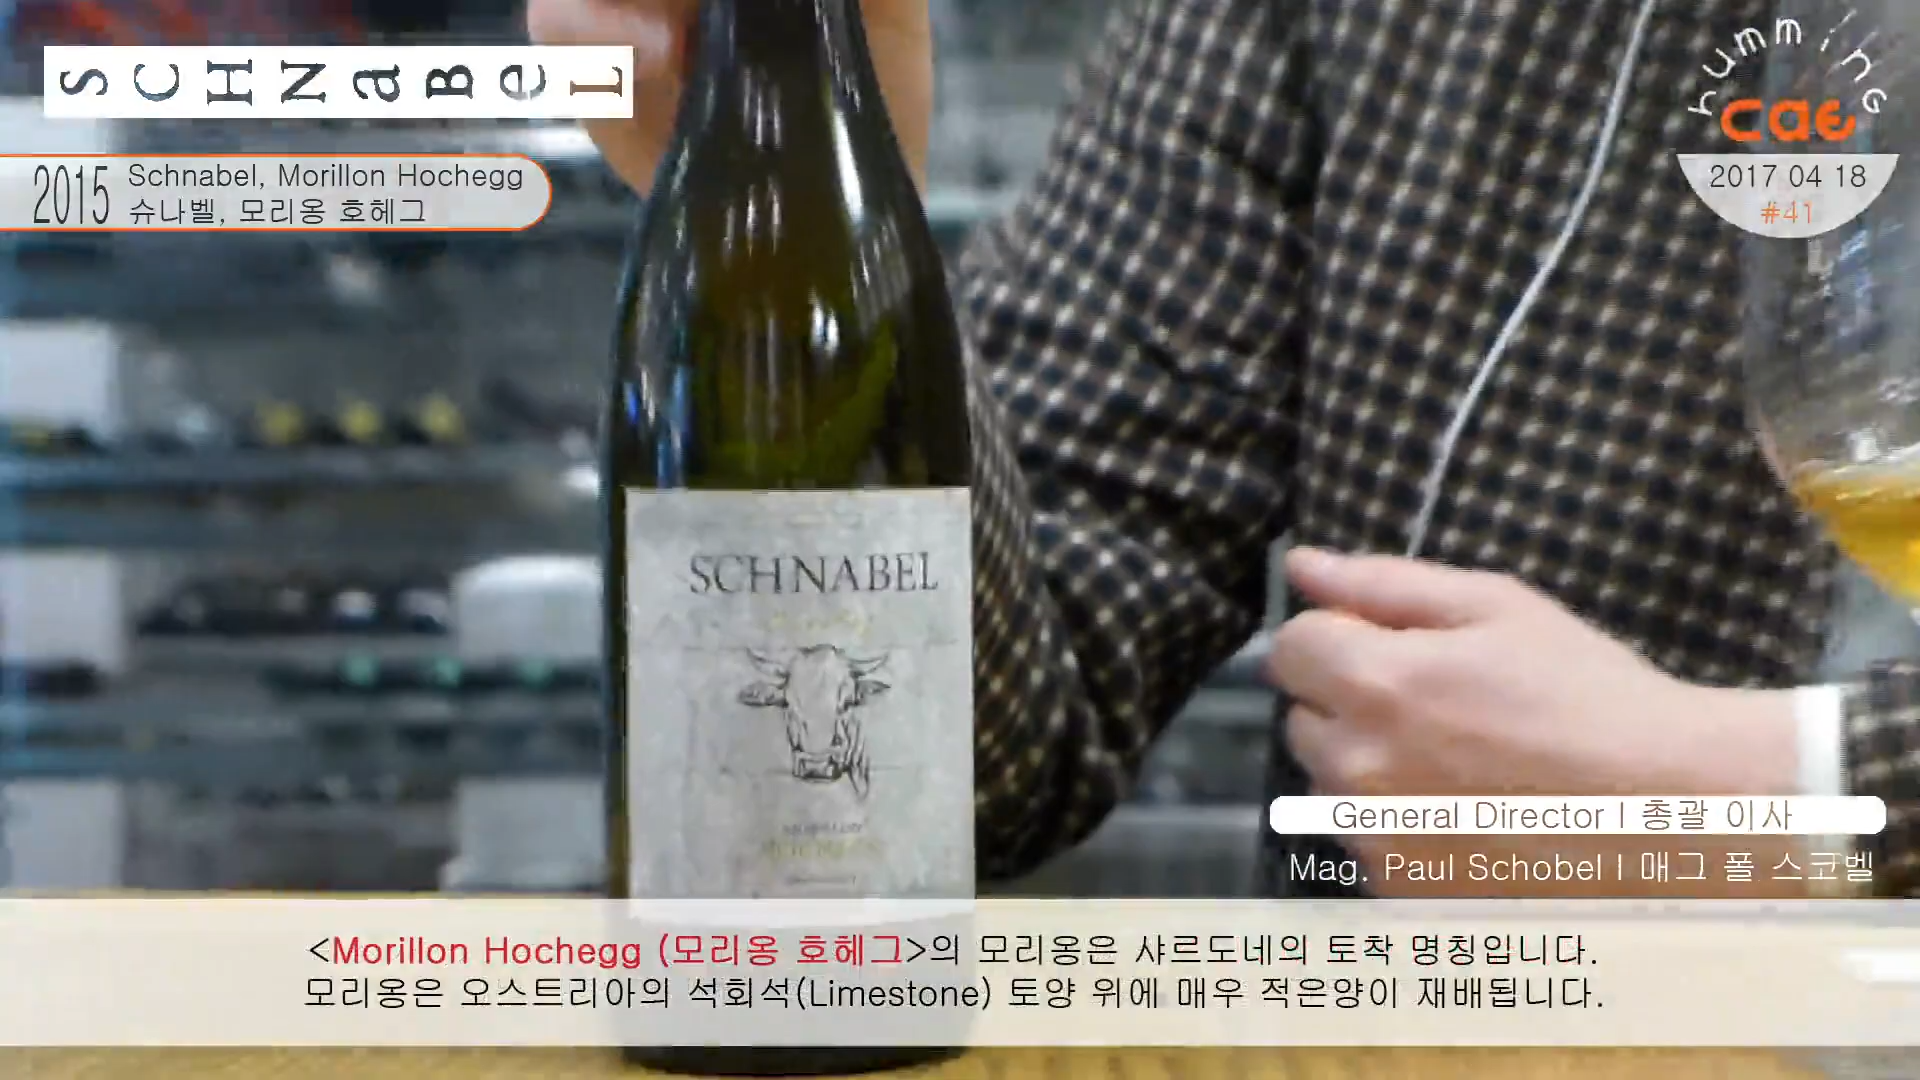 SCHNaBeL
2015
Schnabel, Morillon Hochegg
슈나벨, 모리옹 호헤그
humming
cae
2017 04 18
#41
SCHNABEL
General Director l 총괄 이사
Mag. Paul Schobel l 매그 폴 스코벨
<Morillon Hochegg (모리옹 호헤그>의 모리옹은 샤르도네의 토착 명칭입니다.
모리옹은 오스트리아의 석회석(Limestone) 토양 위에 매우 적은양이 재배됩니다.